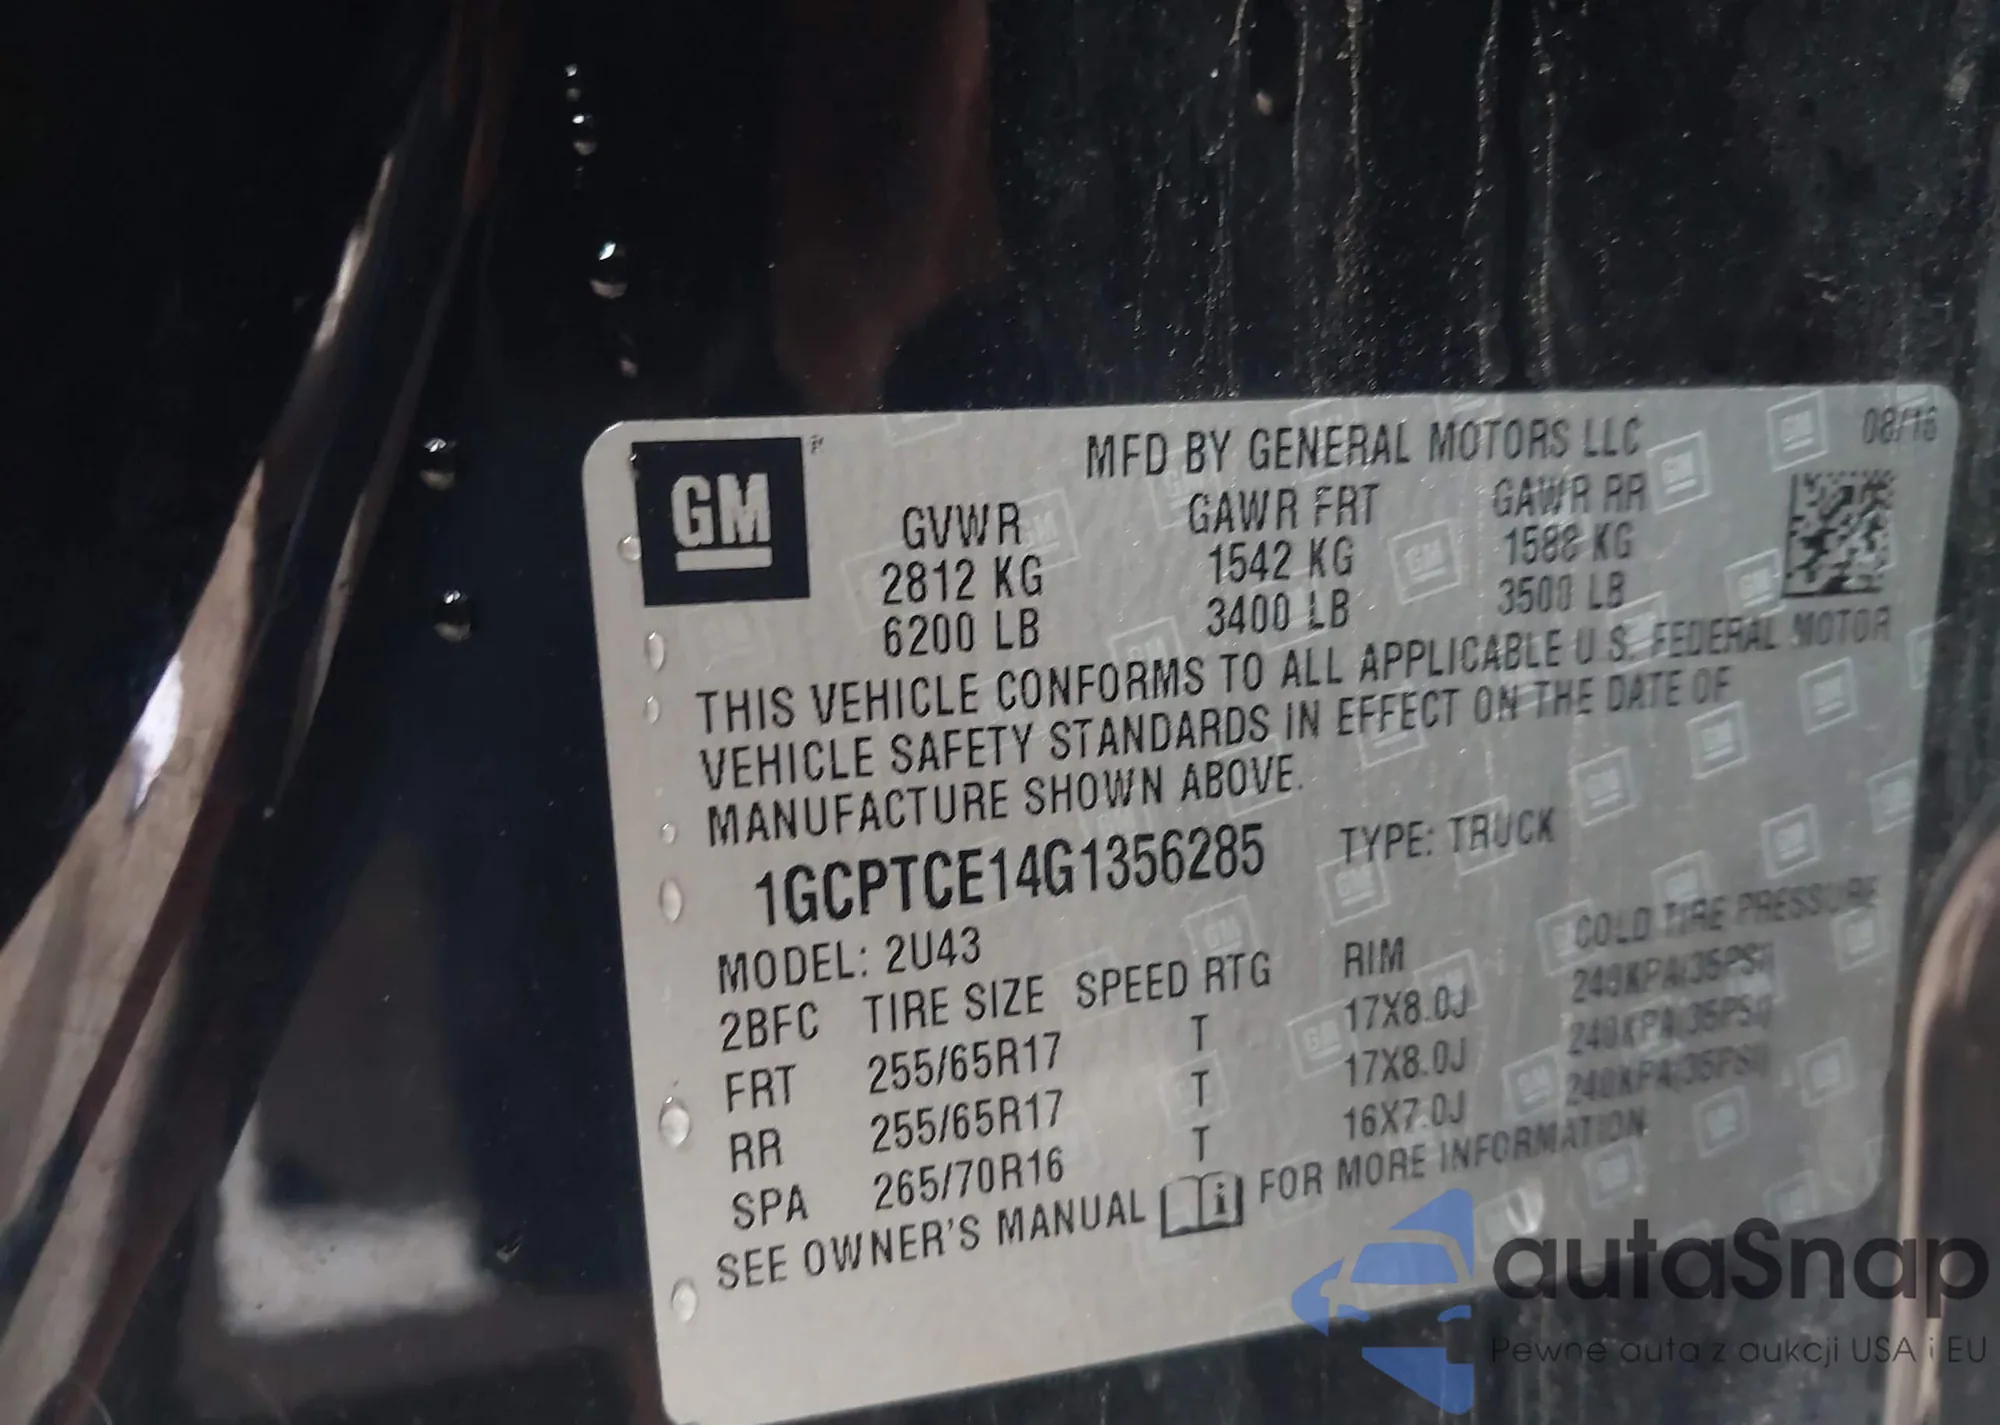 GM
MFD BY GENERAL MOTORS LLC 08/16
GVWR GAWR FRT GAWR RR
2812 KG 1542 KG 1588 KG
6200 LB 3400 LB 3500 LB
THIS VEHICLE CONFORMS TO ALL APPLICABLE U.S. FEDERAL MOTOR
VEHICLE SAFETY STANDARDS IN EFFECT ON THE DATE OF
MANUFACTURE SHOWN ABOVE.
1GCPTCE14G1356285 TYPE: TRUCK
MODEL: 2U43
2BFC TIRE SIZE SPEED RTG RIM COLD TIRE PRESSURE
FRT 255/65R17 T 17X8.0J 240KPA(35PSI)
RR 255/65R17 T 17X8.0J 240KPA(35PSI)
SPA 265/70R16 T 16X7.0J 240KPA(35PSI)
SEE OWNER'S MANUAL FOR MORE INFORMATION
autaSnap
Pewne auta z aukcji USA i EU